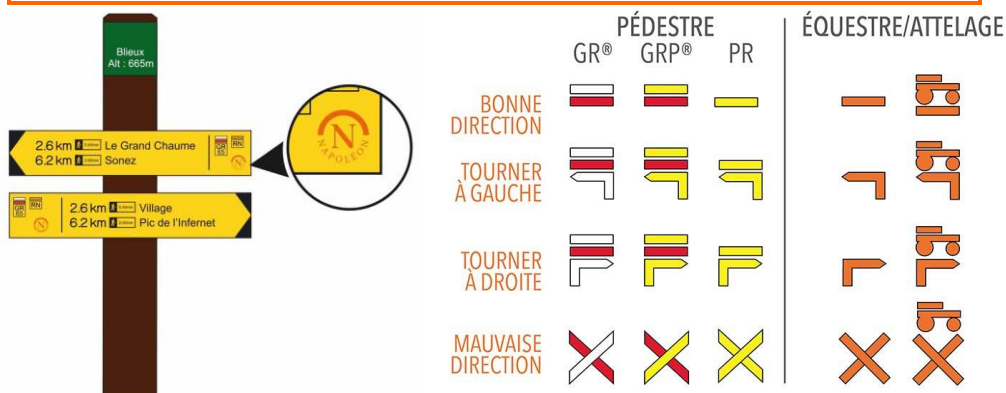 Blieux
Alt : 665m
2.6 km Le Grand Chaume
6.2 km Sonez
GR
RN
N
NAPOLEON
GR
RN
N
2.6 km Village
6.2 km Pic de l'Infernet
PÉDESTRE
ÉQUESTRE/ATTELAGE
GR® GRP® PR
BONNE
DIRECTION
TOURNER
À GAUCHE
TOURNER
À DROITE
MAUVAISE
DIRECTION